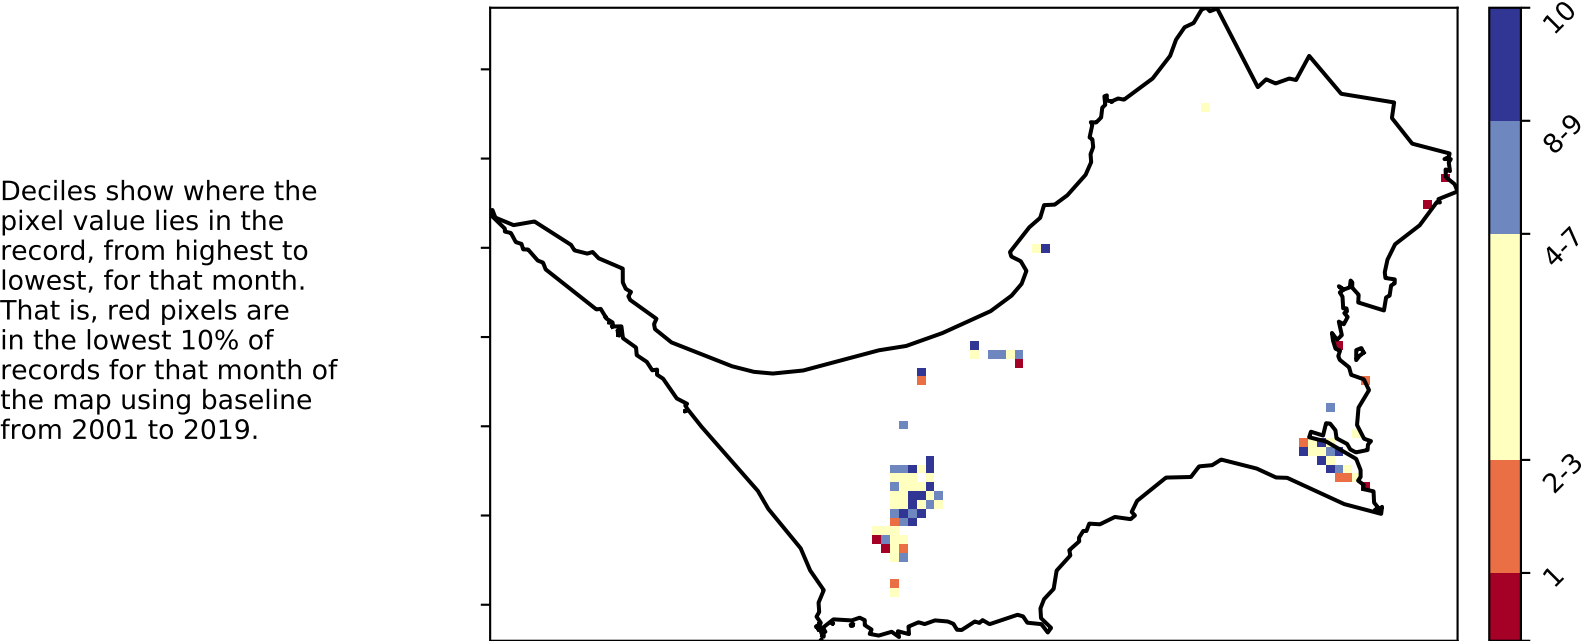 Deciles show where the
pixel value lies in the
record, from highest to
lowest, for that month.
That is, red pixels are
in the lowest 10% of
records for that month of
the map using baseline
from 2001 to 2019.
10
8-9
4-7
2-3
1